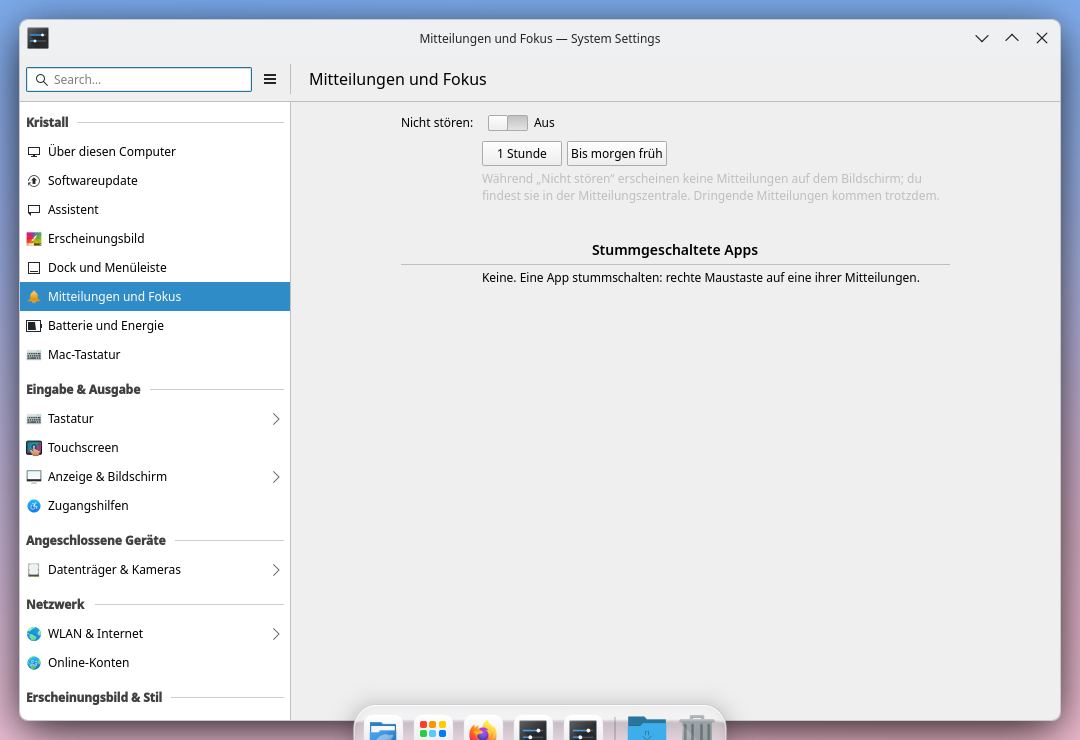 Mitteilungen und Fokus — System Settings
Search...
Mitteilungen und Fokus
Kristall
Über diesen Computer
Softwareupdate
Assistent
Erscheinungsbild
Dock und Menüleiste
Mitteilungen und Fokus
Batterie und Energie
Mac-Tastatur
Eingabe & Ausgabe
Tastatur
Touchscreen
Anzeige & Bildschirm
Zugangshilfen
Angeschlossene Geräte
Datenträger & Kameras
Netzwerk
WLAN & Internet
Online-Konten
Erscheinungsbild & Stil
Nicht stören: Aus
1 Stunde Bis morgen früh
Während „Nicht stören“ erscheinen keine Mitteilungen auf dem Bildschirm; du
findest sie in der Mitteilungszentrale. Dringende Mitteilungen kommen trotzdem.
Stummgeschaltete Apps
Keine. Eine App stummschalten: rechte Maustaste auf eine ihrer Mitteilungen.